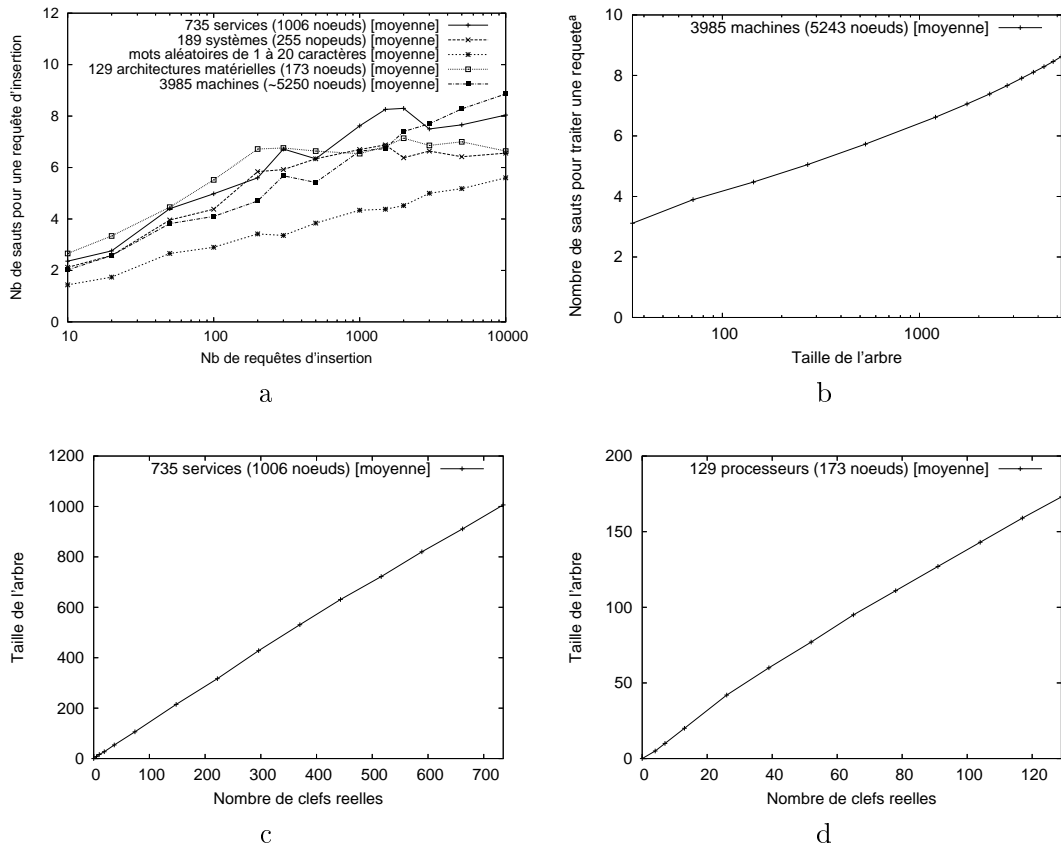 735 services (1006 noeuds) [moyenne]
189 systèmes (255 nopeuds) [moyenne]
mots aléatoires de 1 à 20 caractères [moyenne]
129 architectures matérielles (173 noeuds) [moyenne]
3985 machines (~5250 noeuds) [moyenne]
12
10
8
6
4
2
0
Nb de sauts pour une requête d'insertion
10
100
1000
10000
Nb de requêtes d'insertion
a
3985 machines (5243 noeuds) [moyenne]
10
8
6
4
2
0
Nombre de sauts pour traiter une requeteª
100
1000
Taille de l'arbre
b
735 services (1006 noeuds) [moyenne]
1200
1000
800
600
400
200
0
Taille de l'arbre
0
100
200
300
400
500
600
700
Nombre de clefs reelles
c
129 processeurs (173 noeuds) [moyenne]
200
150
100
50
0
Taille de l'arbre
0
20
40
60
80
100
120
Nombre de clefs reelles
d